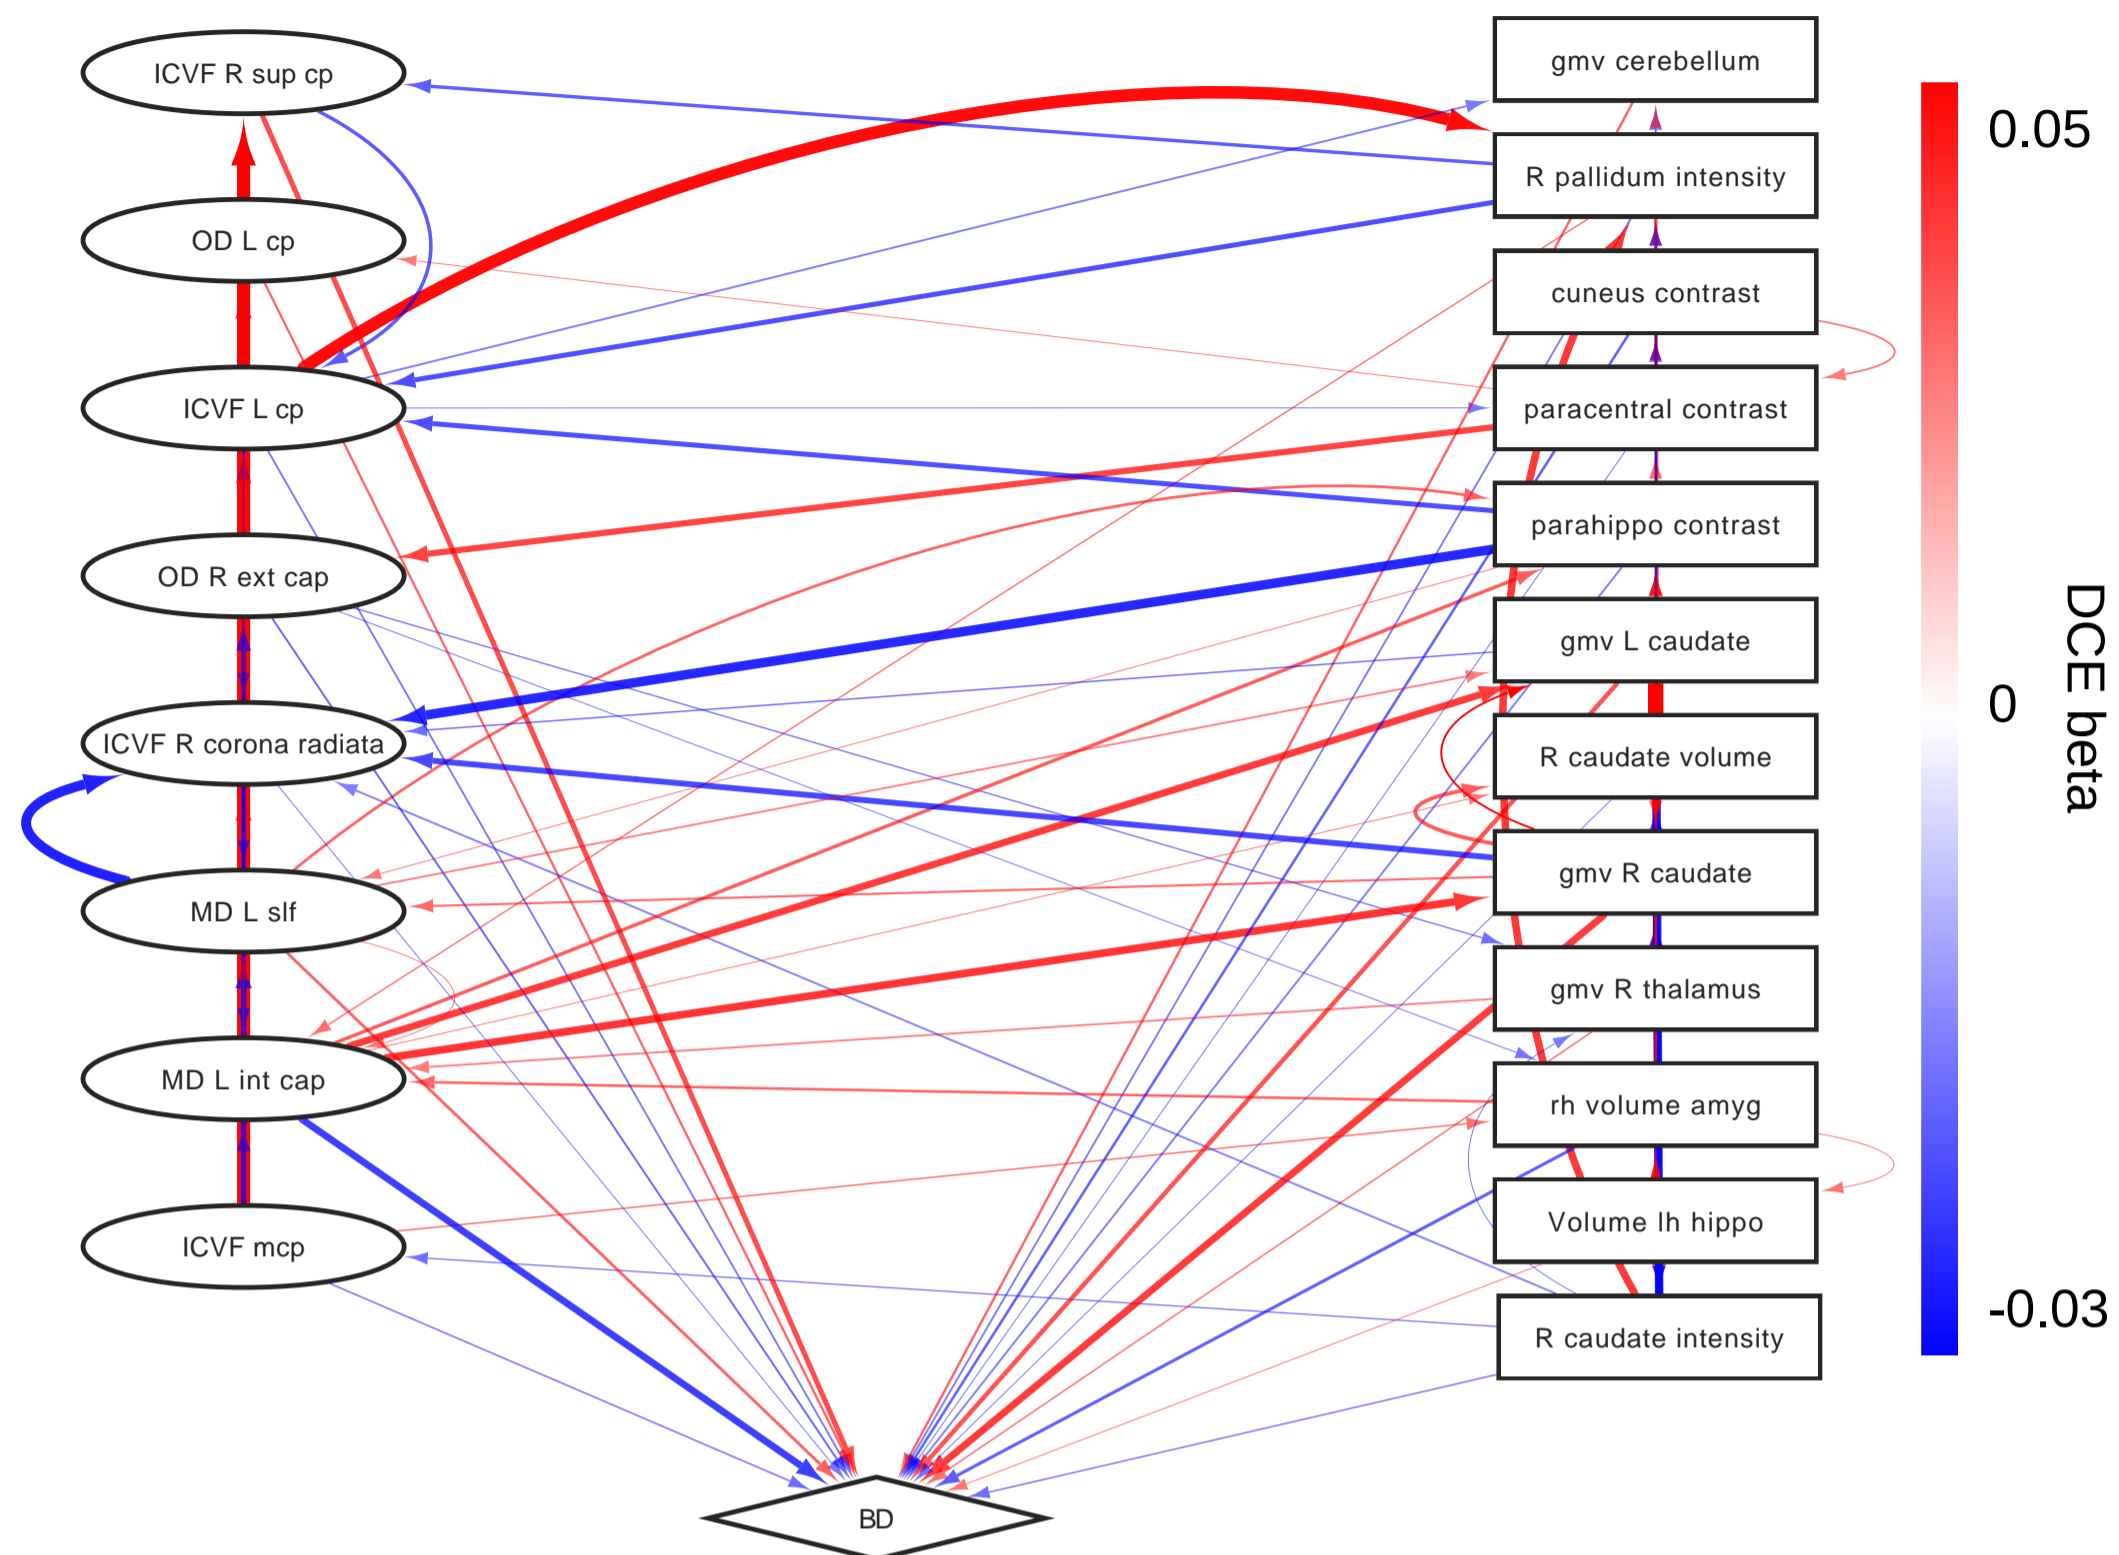 ICVF R sup cp
OD L cp
ICVF L cp
OD R ext cap
ICVF R corona radiata
MD L slf
MD L int cap
ICVF mcp
BD
gmv cerebellum
R pallidum intensity
cuneus contrast
paracentral contrast
parahippo contrast
gmv L caudate
R caudate volume
gmv R caudate
gmv R thalamus
rh volume amyg
Volume lh hippo
R caudate intensity
0.05
0
-0.03
DCE beta